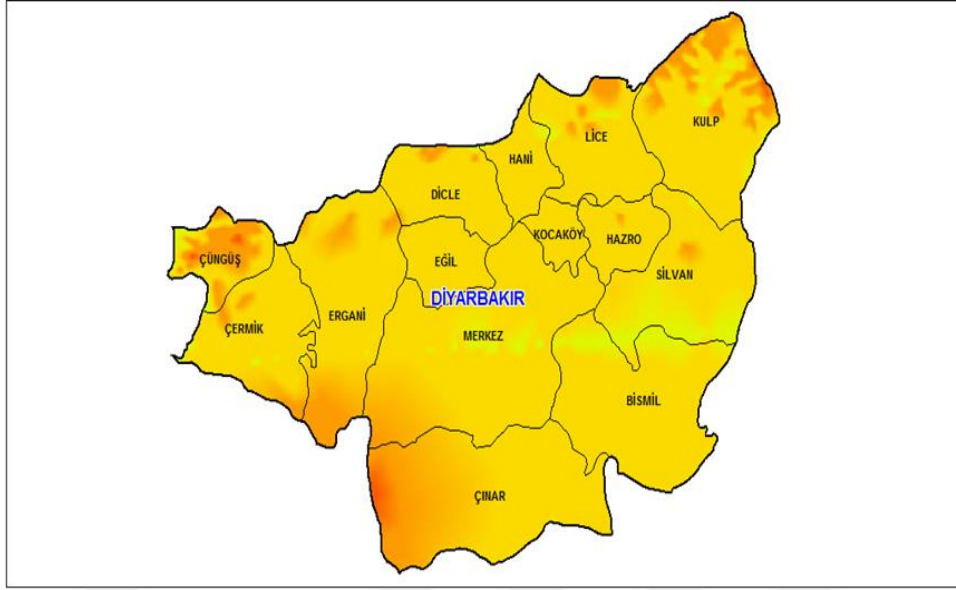 KULP
LİCE
HANİ
DİCLE
KOCAKÖY
HAZRO
ÇÜNGÜŞ
EĞİL
SİLVAN
DİYARBAKIR
ERGANİ
ÇERMİK
MERKEZ
BİSMİL
ÇINAR